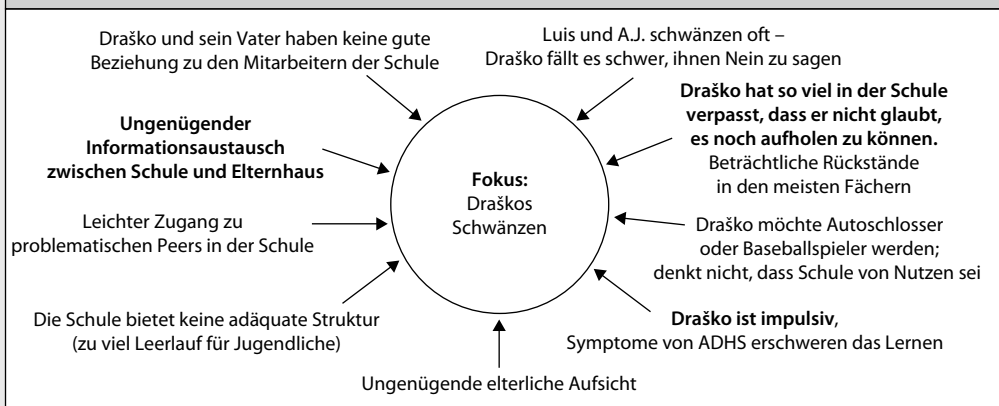 Draško und sein Vater haben keine gute
Beziehung zu den Mitarbeitern der Schule
Luis und A.J. schwänzen oft –
Draško fällt es schwer, ihnen Nein zu sagen
Ungenügender
Informationsaustausch
zwischen Schule und Elternhaus
Draško hat so viel in der Schule
verpasst, dass er nicht glaubt,
es noch aufholen zu können.
Beträchtliche Rückstände
in den meisten Fächern
Fokus:
Draškos
Schwänzen
Leichter Zugang zu
problematischen Peers in der Schule
Draško möchte Autoschlosser
oder Baseballspieler werden;
denkt nicht, dass Schule von Nutzen sei
Die Schule bietet keine adäquate Struktur
(zu viel Leerlauf für Jugendliche)
Draško ist impulsiv,
Symptome von ADHS erschweren das Lernen
Ungenügende elterliche Aufsicht